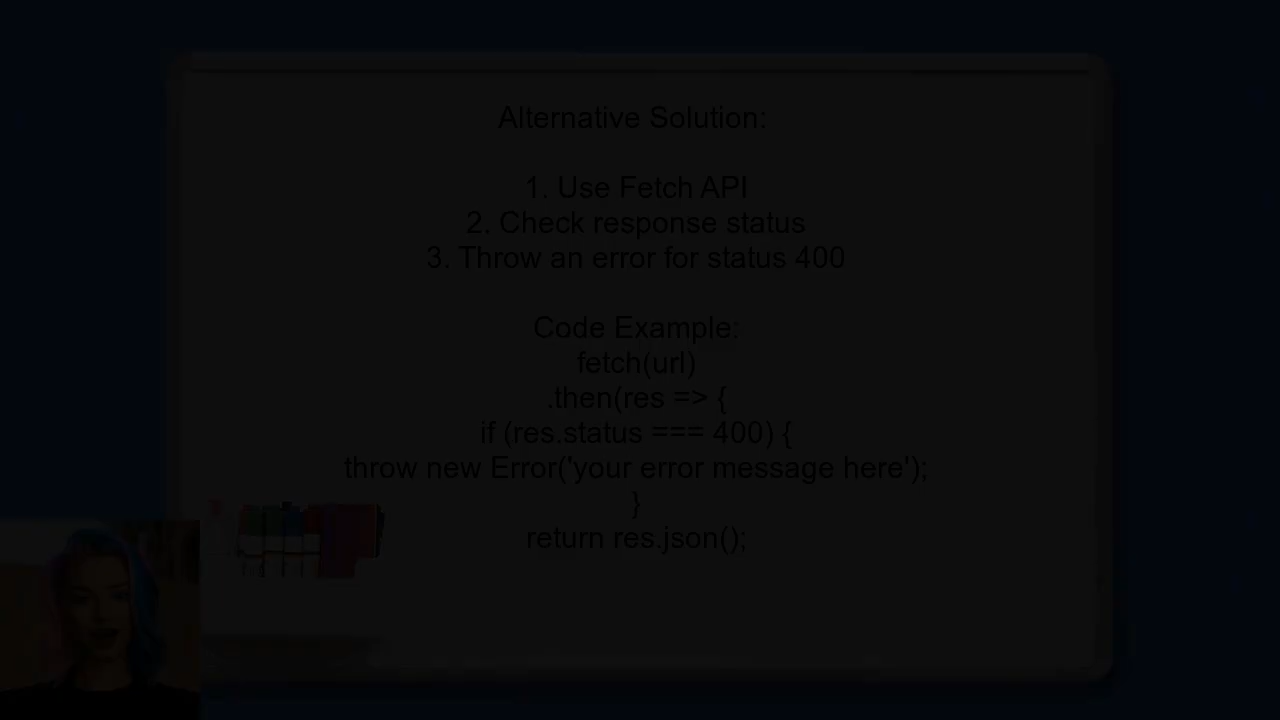 Alternative Solution:
1. Use Fetch API
2. Check response status
3. Throw an error for status 400
Code Example:
fetch(url)
.then(res => {
if (res.status === 400) {
throw new Error('your error message here');
}
return res.json();